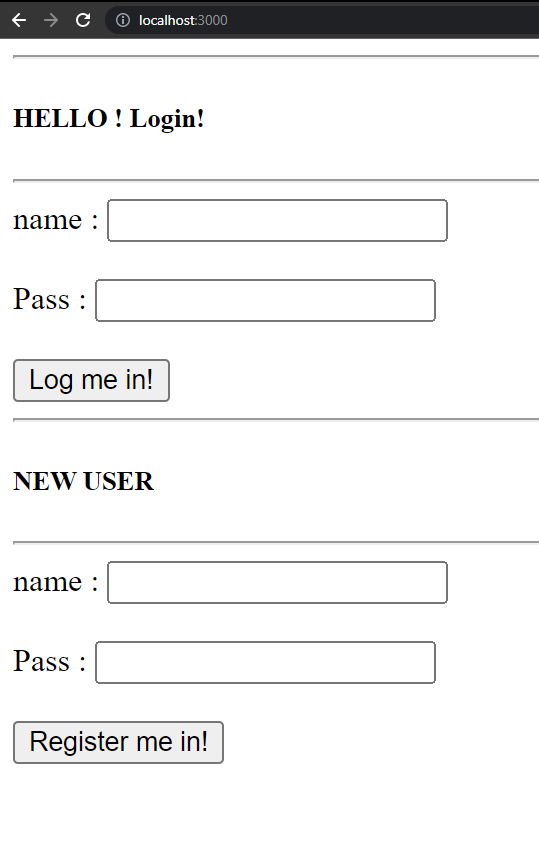 localhost:3000
HELLO ! Login!
name :
Pass :
Log me in!
NEW USER
name :
Pass :
Register me in!